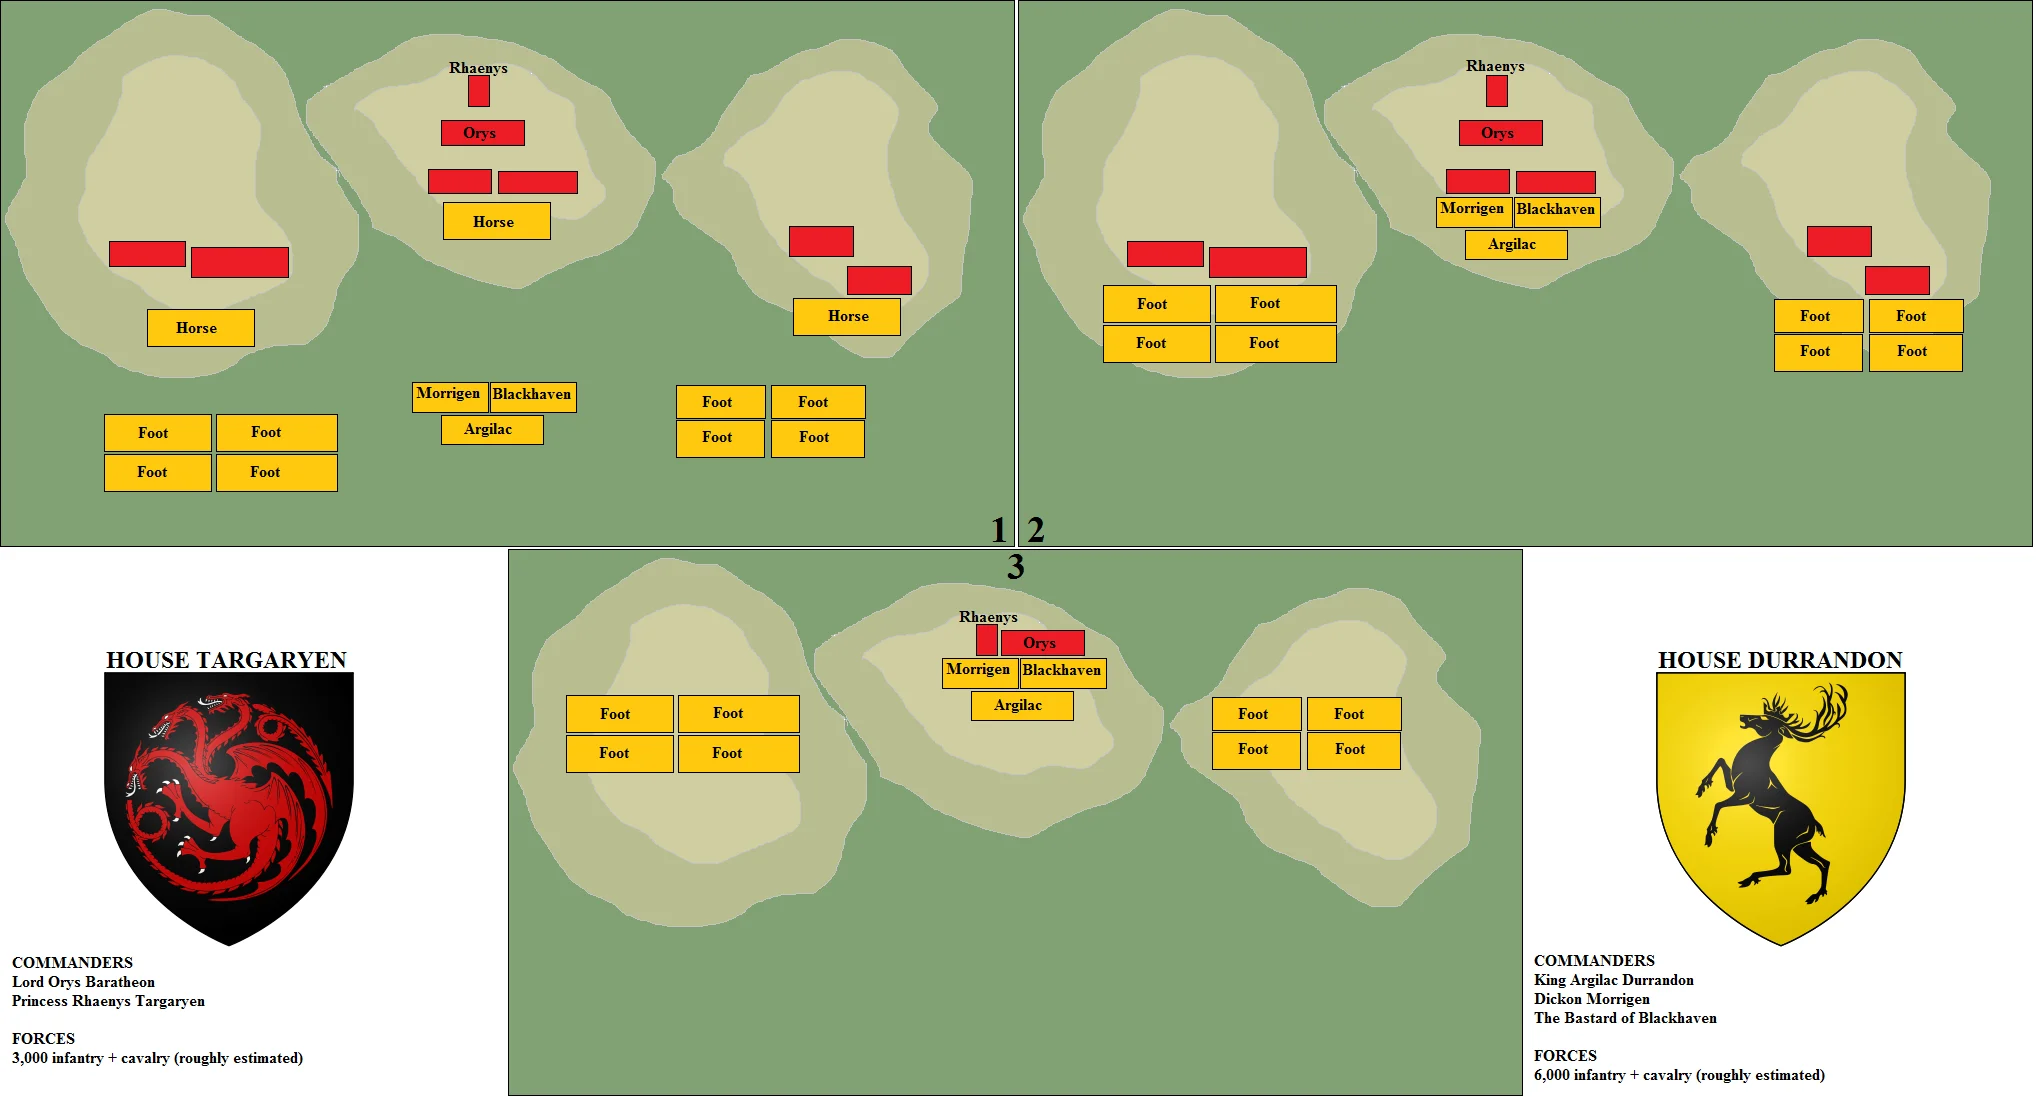 Rhaenys
Orys
Horse
Horse
Horse
Morrigen
Blackhaven
Argilac
Foot
Foot
Foot
Foot
Foot
Foot
Foot
Foot
1
Rhaenys
Orys
Morrigen
Blackhaven
Argilac
Foot
Foot
Foot
Foot
Foot
Foot
Foot
Foot
2
3
Rhaenys
Orys
Morrigen
Blackhaven
Argilac
Foot
Foot
Foot
Foot
Foot
Foot
Foot
Foot
HOUSE TARGARYEN
COMMANDERS
Lord Orys Baratheon
Princess Rhaenys Targaryen
FORCES
3,000 infantry + cavalry (roughly estimated)
HOUSE DURRANDON
COMMANDERS
King Argilac Durrandon
Dickon Morrigen
The Bastard of Blackhaven
FORCES
6,000 infantry + cavalry (roughly estimated)